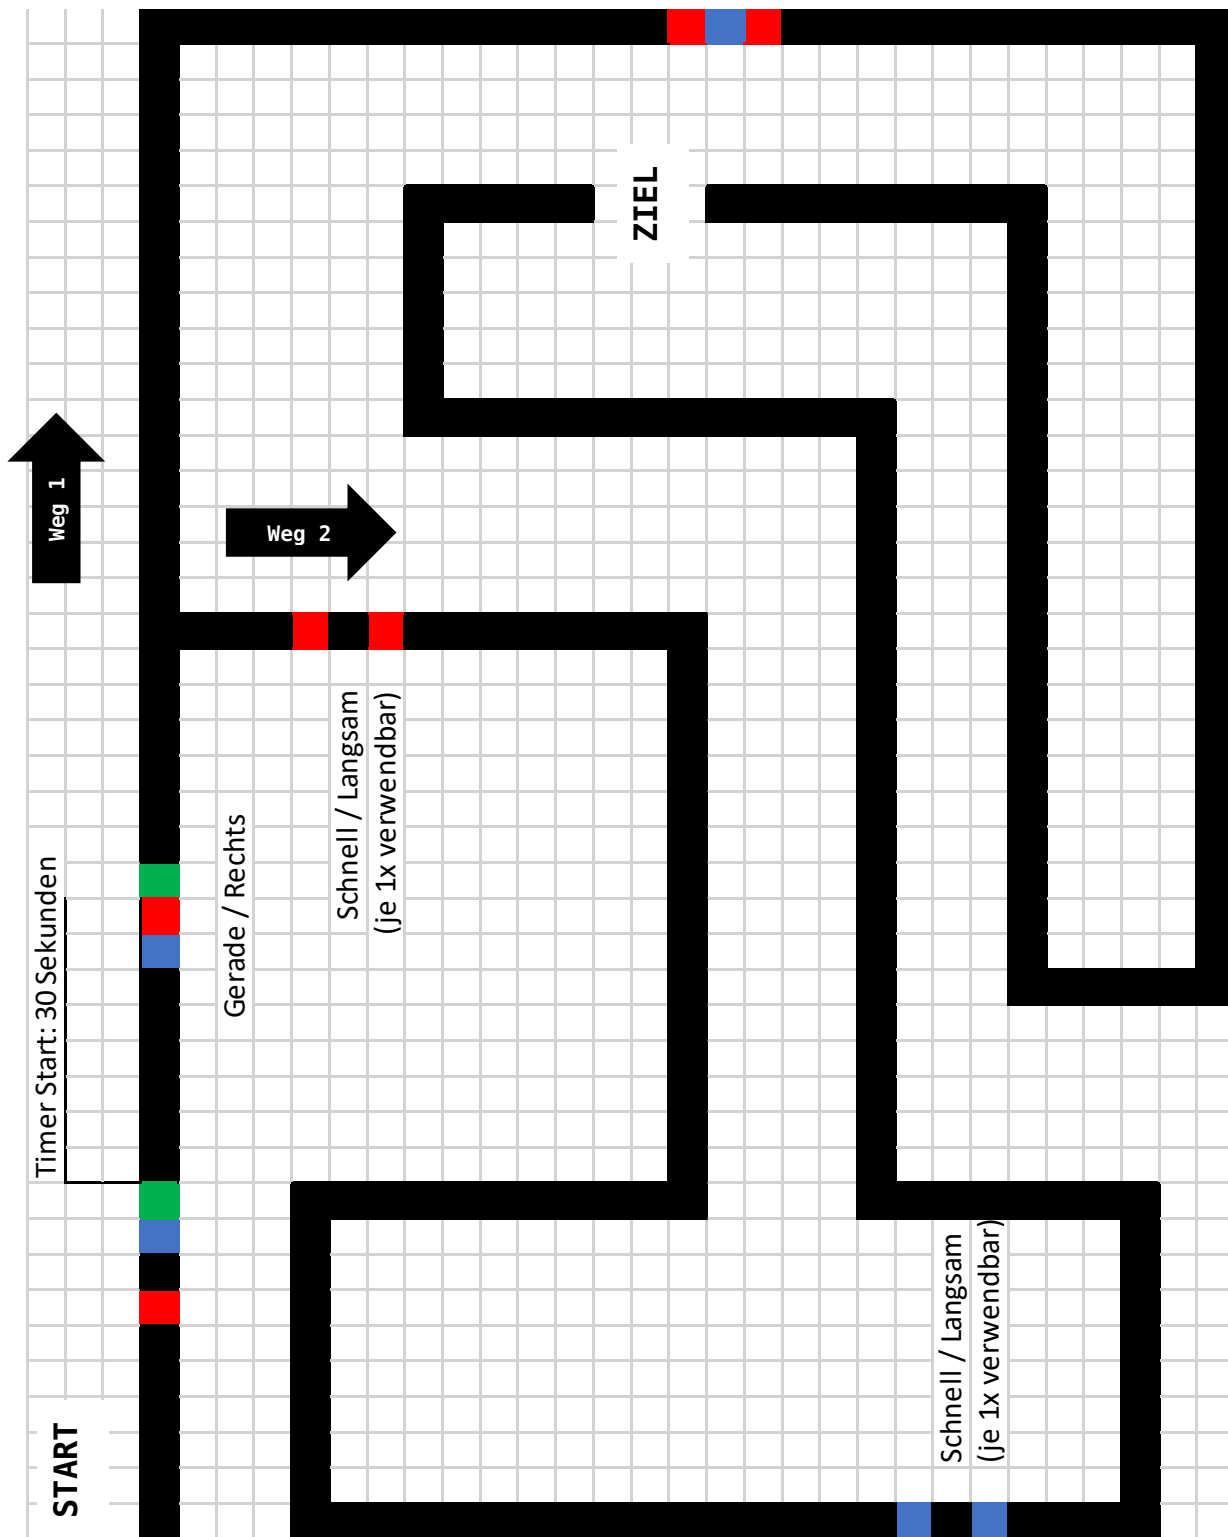 ZIEL
Weg 1
Weg 2
Schnell / Langsam
(je 1x verwendbar)
Gerade / Rechts
Timer Start: 30 Sekunden
START
Schnell / Langsam
(je 1x verwendbar)